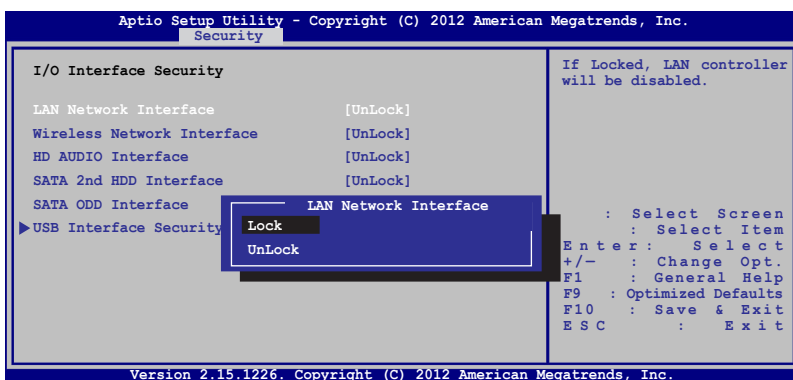 Aptio Setup Utility - Copyright (C) 2012 American Megatrends, Inc.
Security
I/O Interface Security
LAN Network Interface [UnLock]
Wireless Network Interface [UnLock]
HD AUDIO Interface [UnLock]
SATA 2nd HDD Interface [UnLock]
SATA ODD Interface
USB Interface Security
LAN Network Interface
Lock
UnLock
If Locked, LAN controller
will be disabled.
: Select Screen
: Select Item
Enter: Select
+/— : Change Opt.
F1 : General Help
F9 : Optimized Defaults
F10 : Save & Exit
ESC : Exit
Version 2.15.1226. Copyright (C) 2012 American Megatrends, Inc.